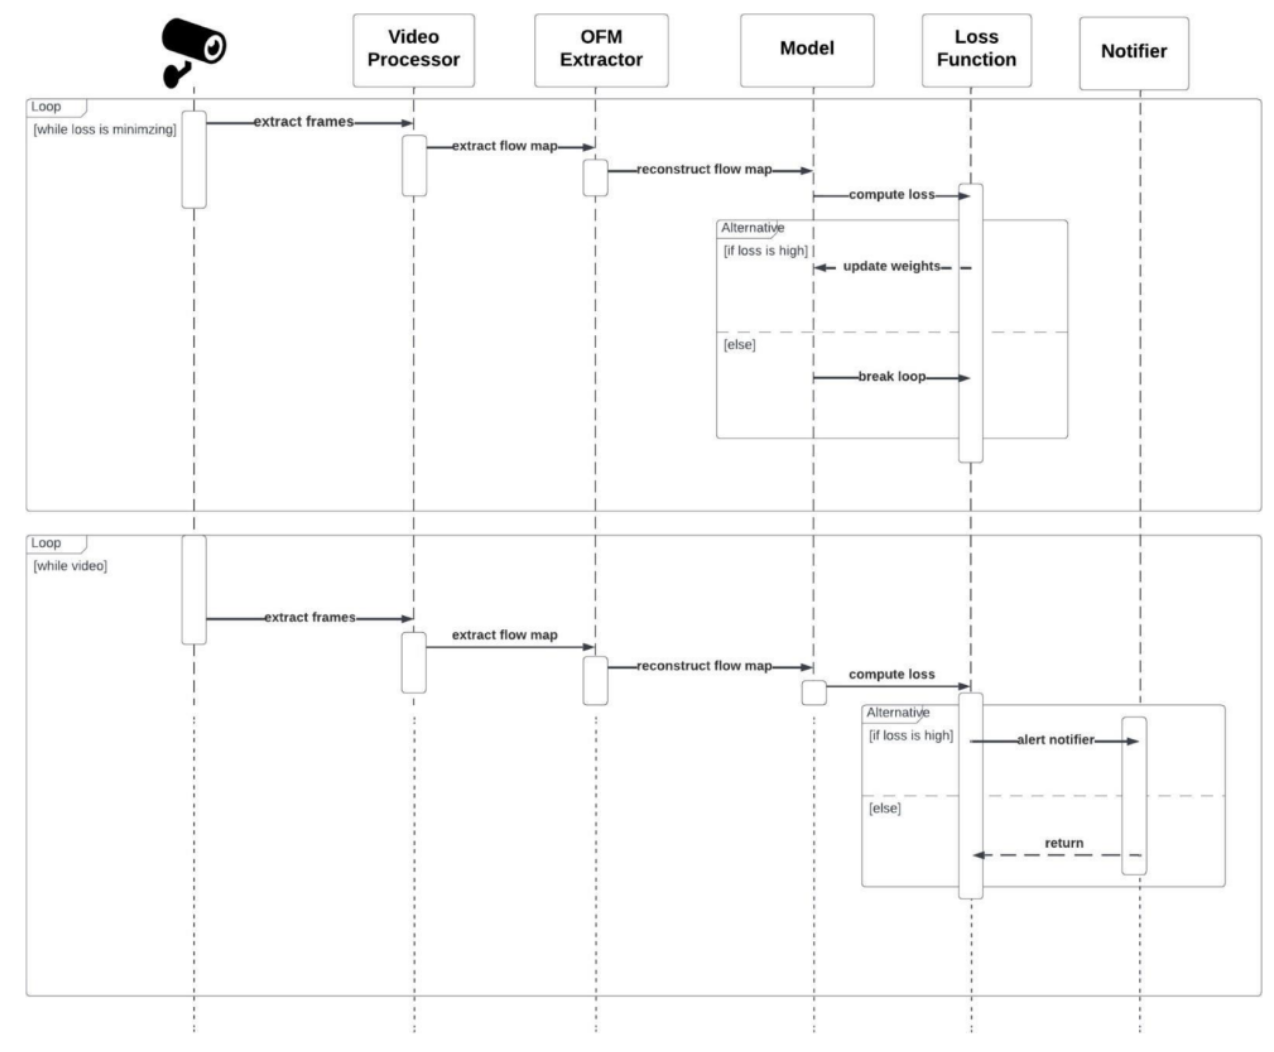 Video
Processor
OFM
Extractor
Model
Loss
Function
Notifier
Loop
[while loss is minimzing]
extract frames
extract flow map
reconstruct flow map
compute loss
Alternative
[if loss is high]
update weights
[else]
break loop
Loop
[while video]
extract frames
extract flow map
reconstruct flow map
compute loss
Alternative
[if loss is high]
alert notifier
[else]
return